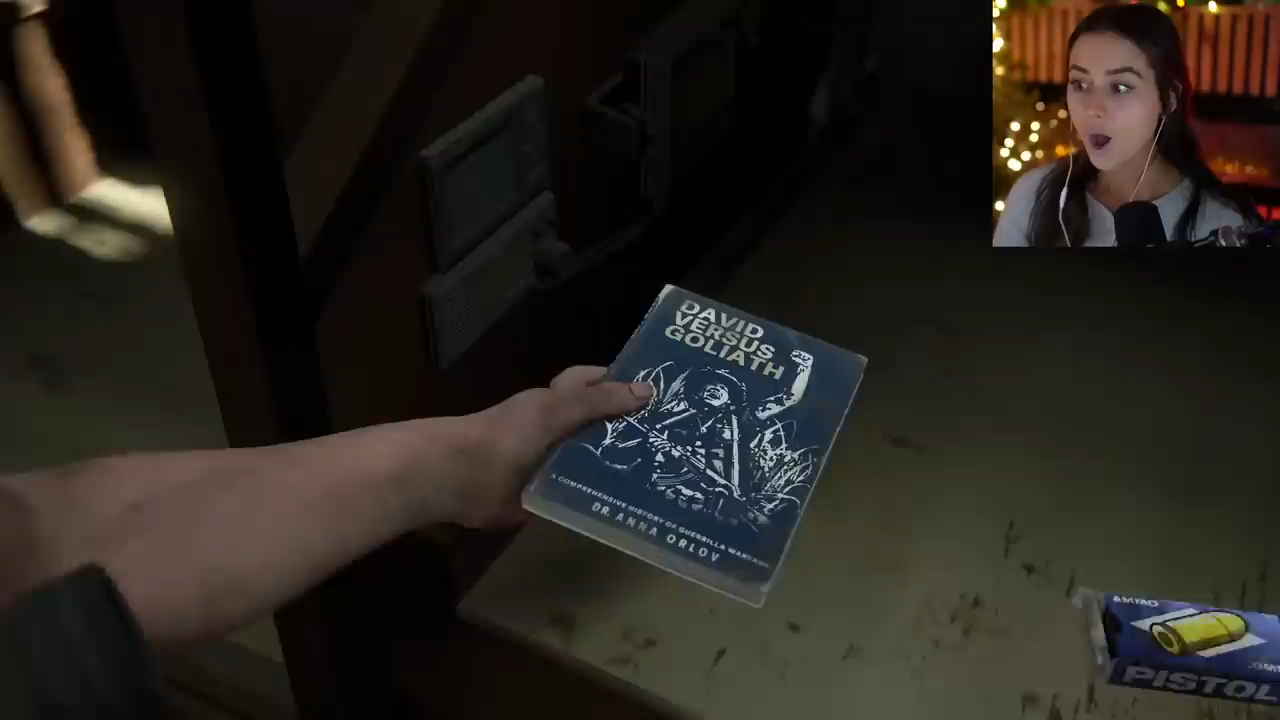 DAVID
VERSUS
GOLIATH
A COMPREHENSIVE HISTORY OF GUERRILLA WARFARE
DR. ANNA ORLOV
AMMO
PISTOL